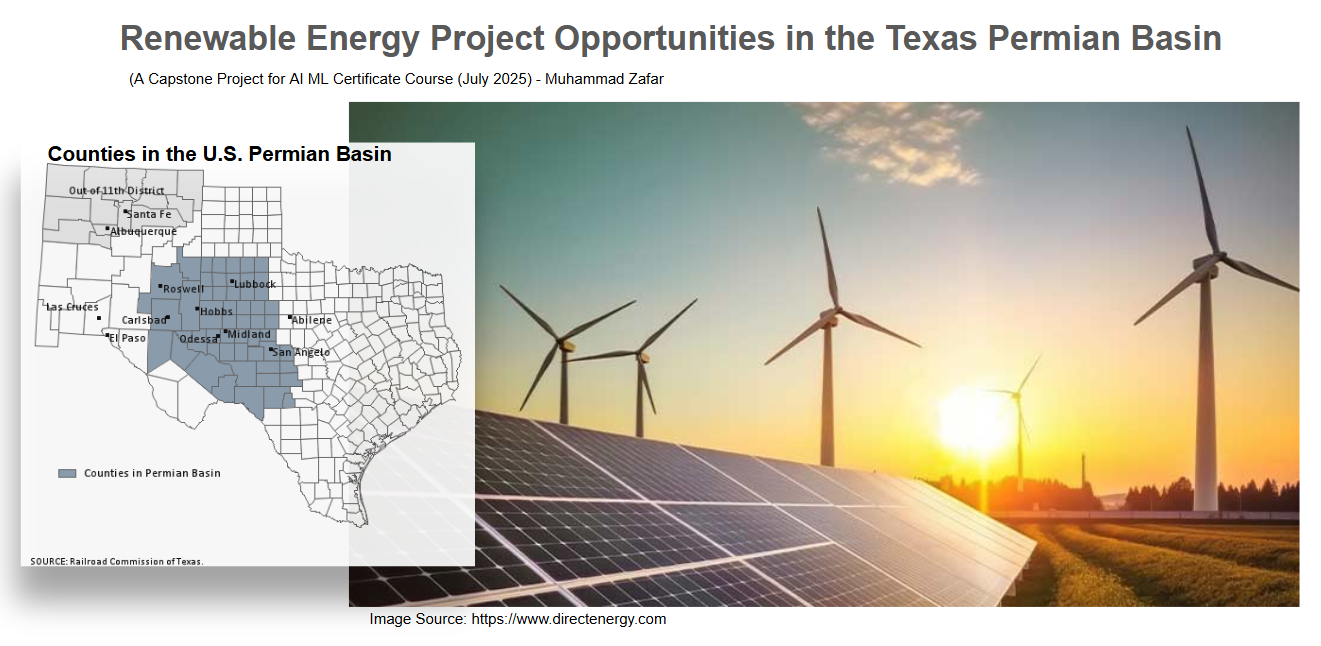 Renewable Energy Project Opportunities in the Texas Permian Basin
(A Capstone Project for AI ML Certificate Course (July 2025) - Muhammad Zafar
Counties in the U.S. Permian Basin
Out of 11th District
Santa Fe
Albuquerque
Roswell
Lubbock
Las Cruces
Hobbs
Carlsbad
Abilene
El Paso
Odessa
Midland
San Angelo
Counties in Permian Basin
SOURCE: Railroad Commission of Texas.
Image Source: https://www.directenergy.com